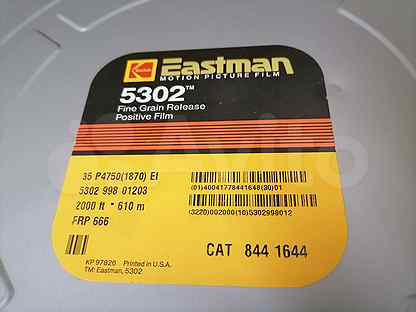 Kodak
Eastman
MOTION PICTURE FILM
5302™
Fine Grain Release
Positive Film
35 P4750(1870) EI
5302 998 01203
2000 ft • 610 m
FRP 666
(01)40041778441648(30)01
(3220)002000(10)5302998012
CAT 844 1644
KP 97820 Printed in U.S.A.
TM: Eastman, 5302
Avito